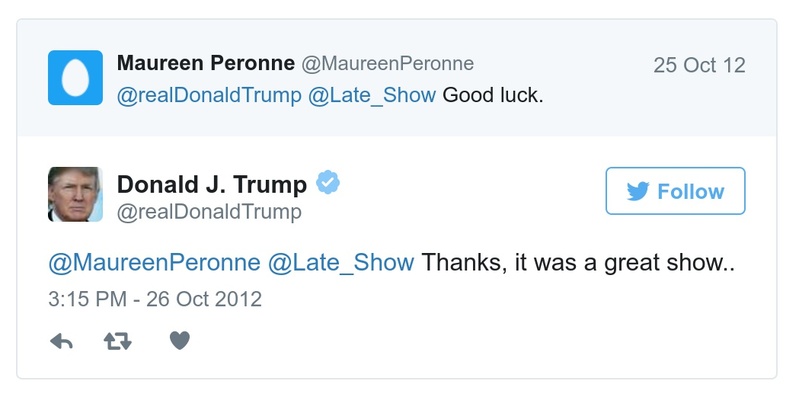 Maureen Peronne @MaureenPeronne 25 Oct 12
@realDonaldTrump @Late_Show Good luck.
Donald J. Trump
@realDonaldTrump
Follow
@MaureenPeronne @Late_Show Thanks, it was a great show..
3:15 PM - 26 Oct 2012